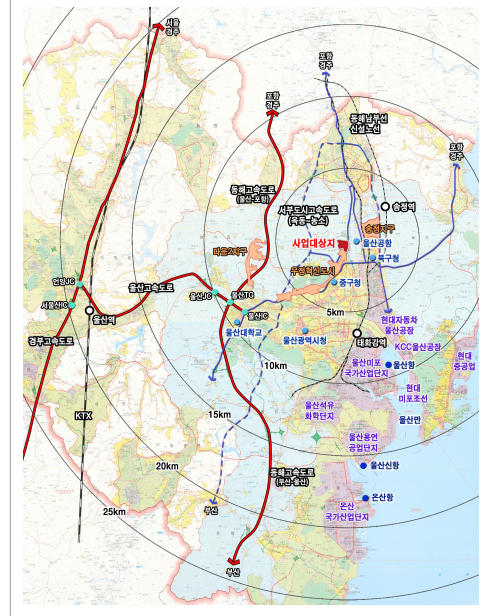 서울
경주
포항
경주
포항
경주
동해남부선
신설노선
포항
경주
동해고속도로
(울산-포항)
서부도시고속도로
(옥동-농소)
송정역
송정지구
사업대상지
울산공항
북구청
다운2지구
우정혁신도시
언양JC
울산고속도로
울산JC
울산TG
울산IC
중구청
서울산IC
울산역
5km
현대자동차
울산공장
울산대학교
울산광역시청
태화강역
경부고속도로
KCC울산공장
현대
중공업
10km
울산미포
국가산업단지
울산항
현대
미포조선
15km
울산석유
화학단지
울산만
KTX
울산용연
공업단지
20km
울산신항
동해고속도로
(부산-울산)
온산항
25km
부산
온산
국가산업단지
부산